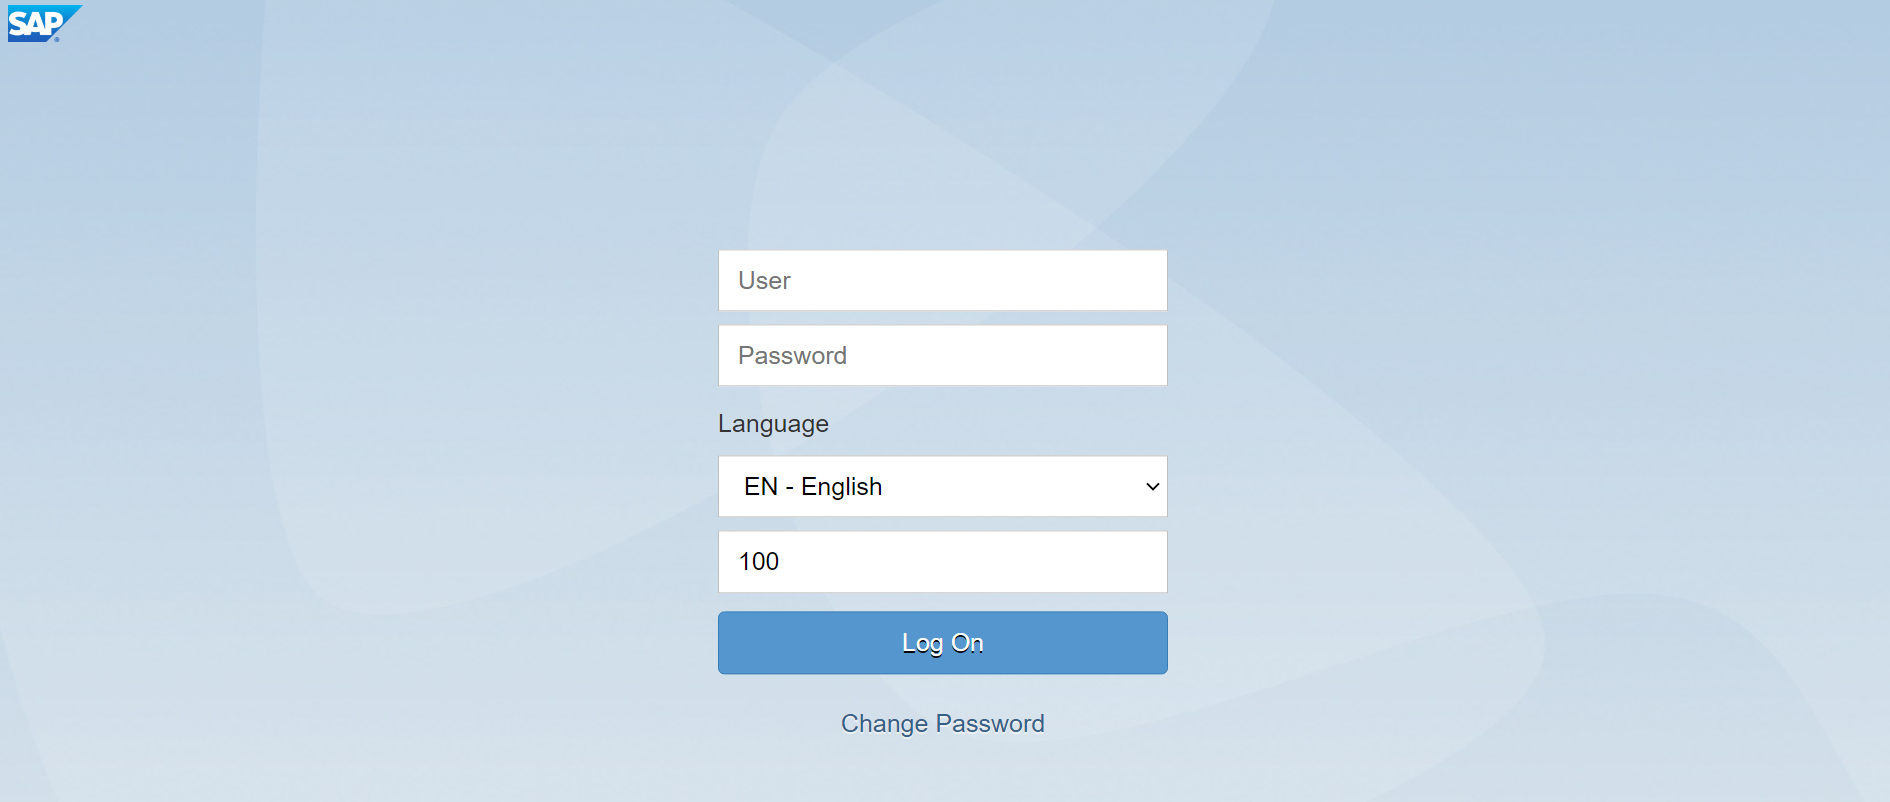 SAP
User
Password
Language
EN - English
100
Log On
Change Password